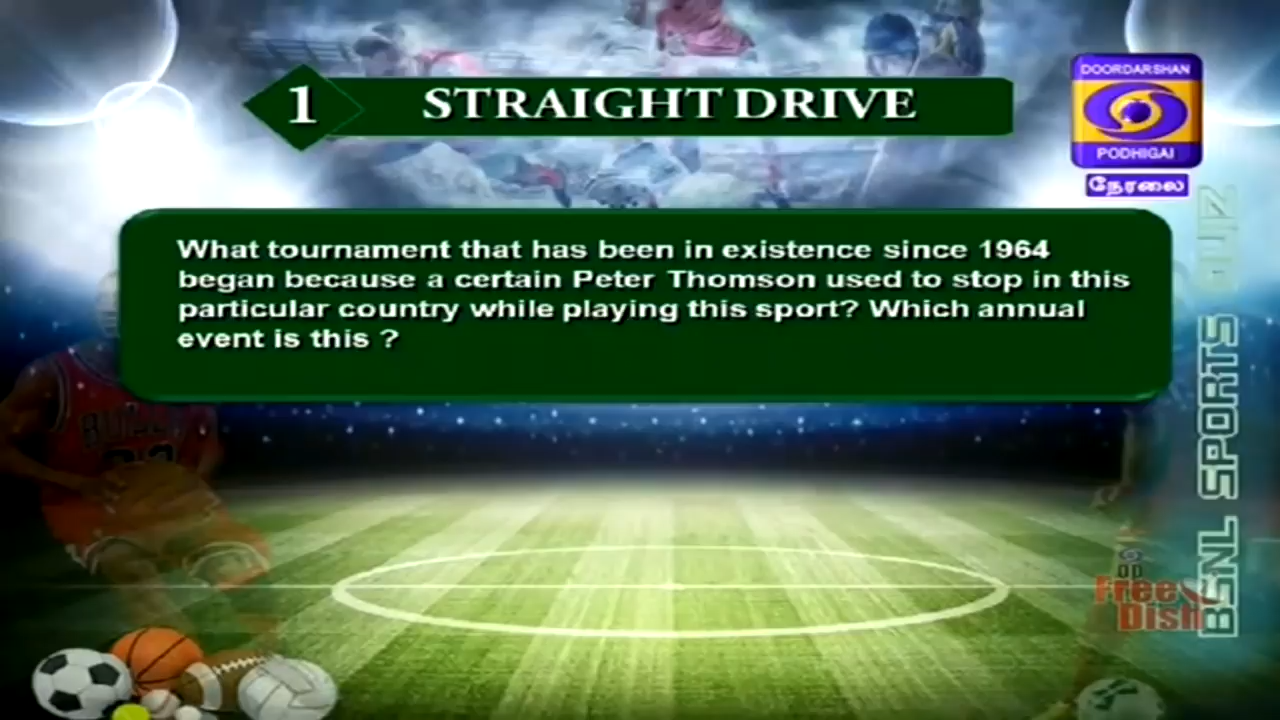 1 STRAIGHT DRIVE
DOORDARSHAN
PODHIGAI
நேரலை
What tournament that has been in existence since 1964
began because a certain Peter Thomson used to stop in this
particular country while playing this sport? Which annual
event is this ?
BSNL SPORTS QUIZ
Free
Dish